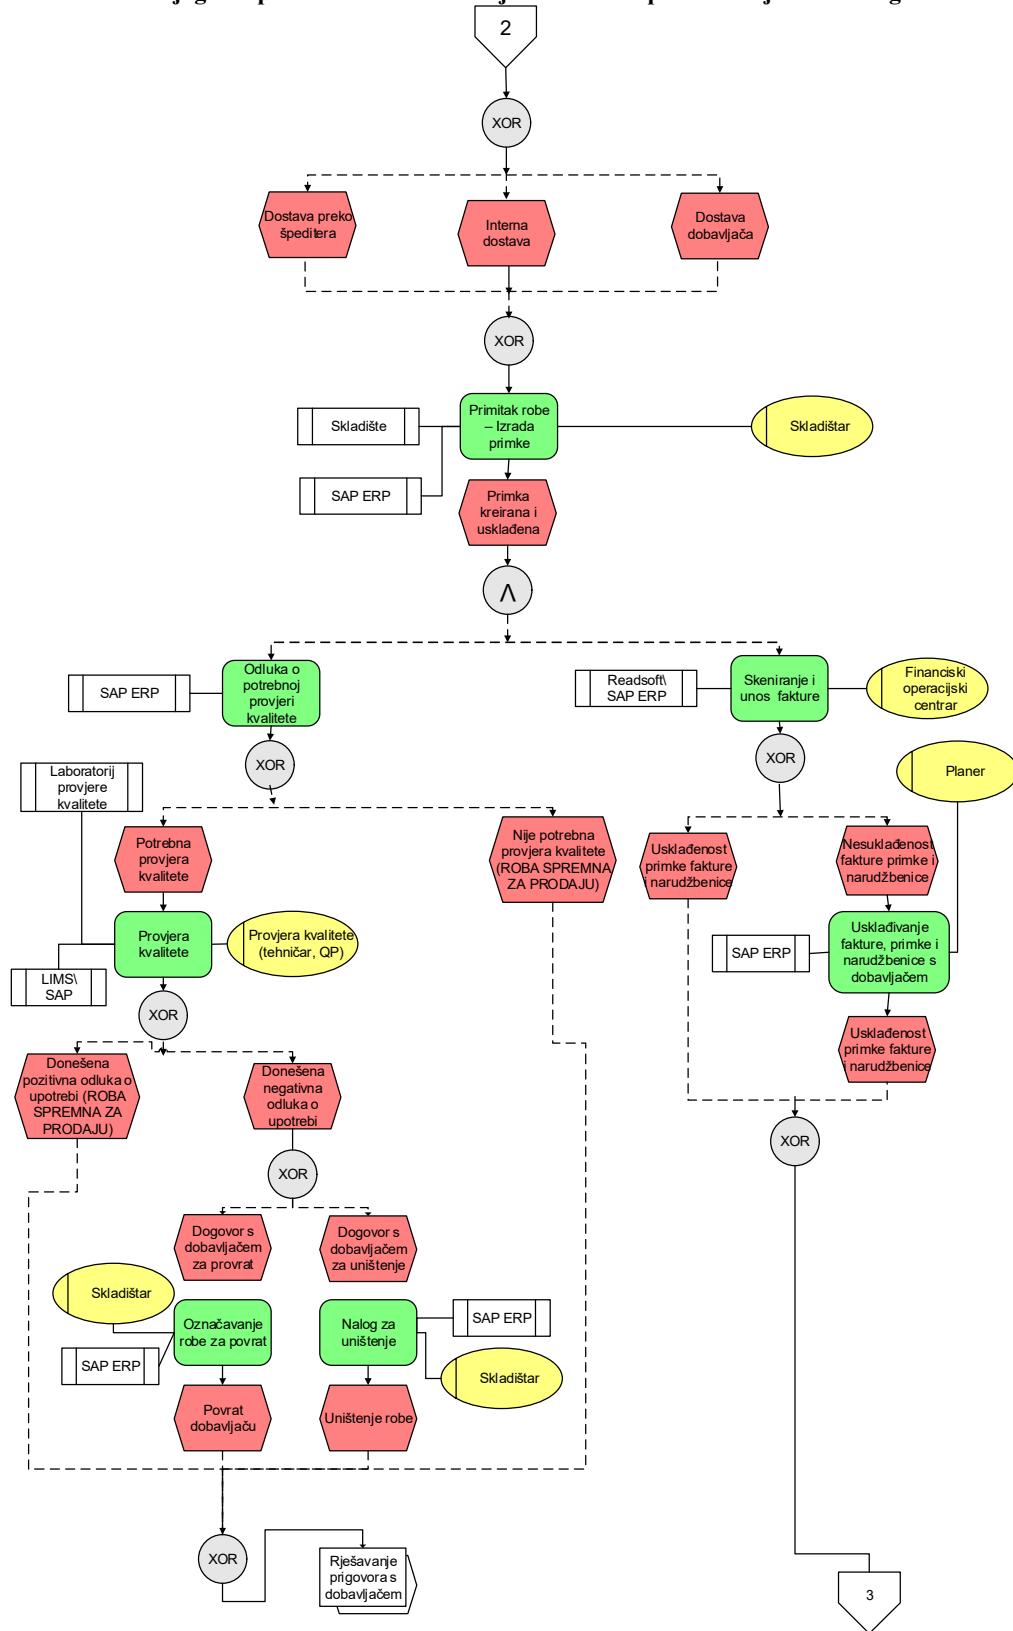 2
XOR
Dostava preko
špeditera
Interna
dostava
Dostava
dobavljača
XOR
Skladište
Primitak robe
– Izrada
primke
Skladištar
SAP ERP
Primka
kreirana i
usklađena
Λ
SAP ERP
Odluka o
potrebnoj
provjeri
kvalitete
Readsoft\
SAP ERP
Skeniranje i
unos fakture
Financiski
operacijski
centrar
XOR
XOR
Laboratorij
provjere
kvalitete
Planer
Potrebna
provjera
kvalitete
Nije potrebna
provjera kvalitete
(ROBA SPREMNA
ZA PRODAJU)
Usklađenost
primke fakture
i narudžbenice
Nesuklađenost
fakture primke i
narudžbenice
Provjera
kvalitete
Provjera kvalitete
(tehničar, QP)
LIMS\
SAP
SAP ERP
Usklađivanje
fakture, primke i
narudžbenice s
dobavljačem
XOR
Usklađenost
primke fakture
i narudžbenice
Donešena
pozitivna odluka o
upotrebi (ROBA
SPREMNA ZA
PRODAJU)
Donešena
negativna
odluka o
upotrebi
XOR
XOR
Dogovor s
dobavljačem
za provrat
Dogovor s
dobavljačem
za uništenje
Skladištar
Označavanje
robe za povrat
Nalog za
uništenje
SAP ERP
SAP ERP
Skladištar
Povrat
dobavljaču
Uništenje robe
XOR
Rješavanje
prigovora s
dobavljačem
3